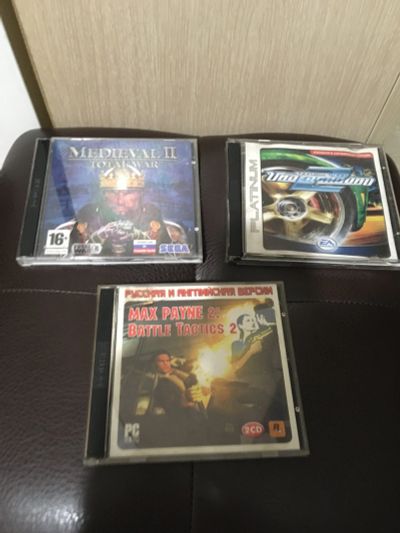 MEDIEVAL II
TOTAL WAR
16+
SEGA
PLATINUM
UNDERGROUND 2
EA
РУССКАЯ И АНГЛИЙСКАЯ ВЕРСИИ
MAX PAYNE 2:
BATTLE TACTICS 2
PC
2CD
R